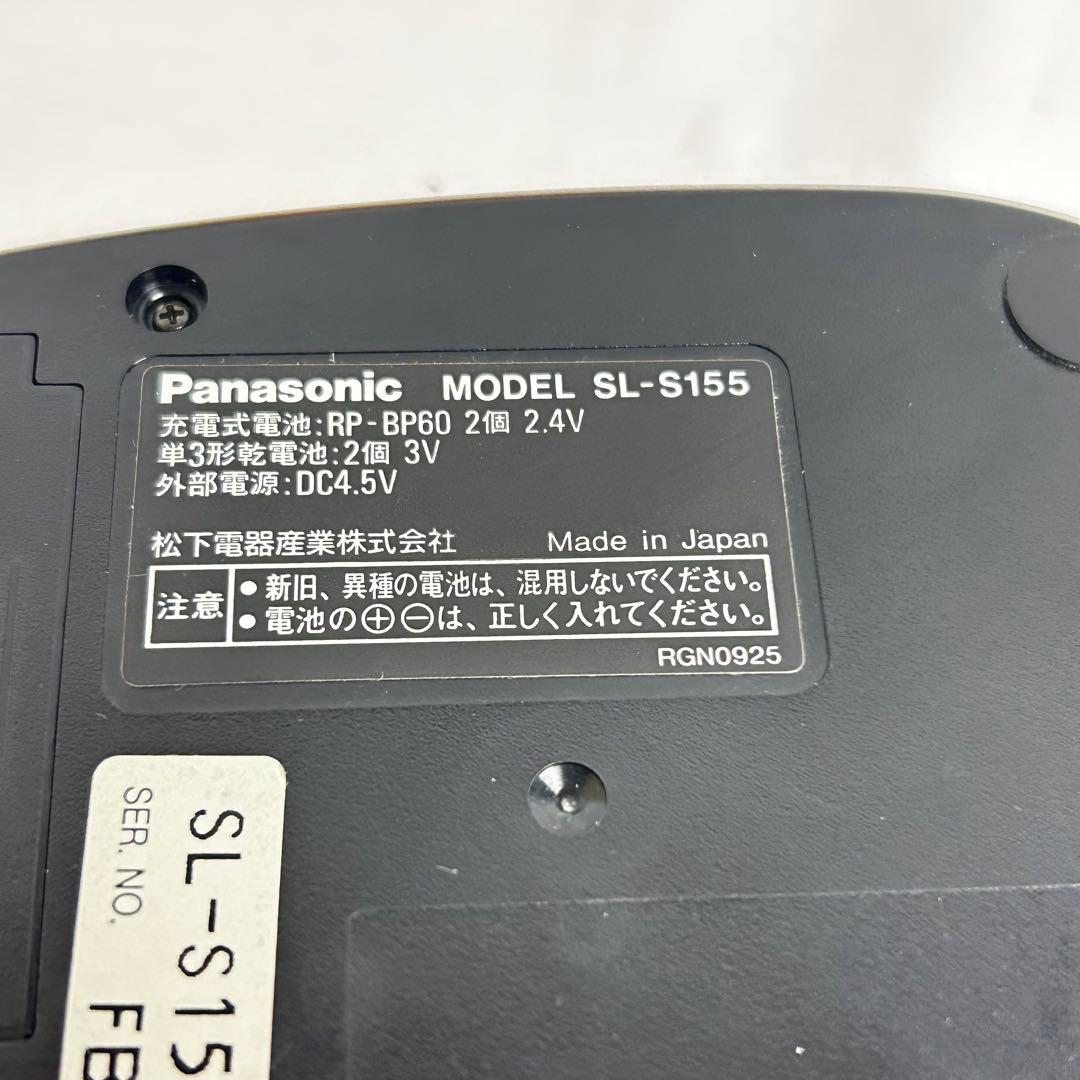 Panasonic MODEL SL-S155
充電式電池:RP-BP60 2個 2.4V
単3形乾電池:2個 3V
外部電源:DC4.5V
松下電器産業株式会社 Made in Japan
注意
• 新旧、異種の電池は、混用しないでください。
• 電池の⊕⊖は、正しく入れてください。
RGN0925
SL-S15
SER. NO.
FB